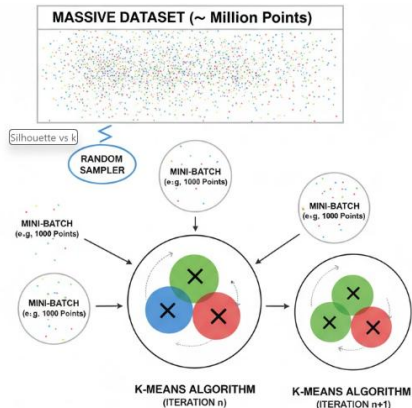 MASSIVE DATASET (~ Million Points)
Silhouette vs k
RANDOM
SAMPLER
MINI-BATCH
(e.g, 1000 Points)
MINI-BATCH
(e.g, 1000 Points)
MINI-BATCH
(e.g, 1000 Points)
MINI-BATCH
(e.g, 1000 Points)
K-MEANS ALGORITHM
(ITERATION n)
K-MEANS ALGORITHM
(ITERATION n+1)